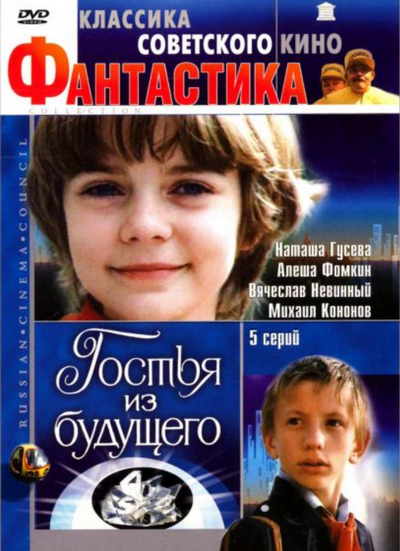 DVD
VIDEO
КЛАССИКА
СОВЕТСКОГО КИНО
ФАНТАСТИКА
COLLECTION
RUSSIAN • CINEMA • COUNCIL
Наташа Гусева
Алеша Фомкин
Вячеслав Невинный
Михаил Кононов
5 серий
Гостья
из
будущего